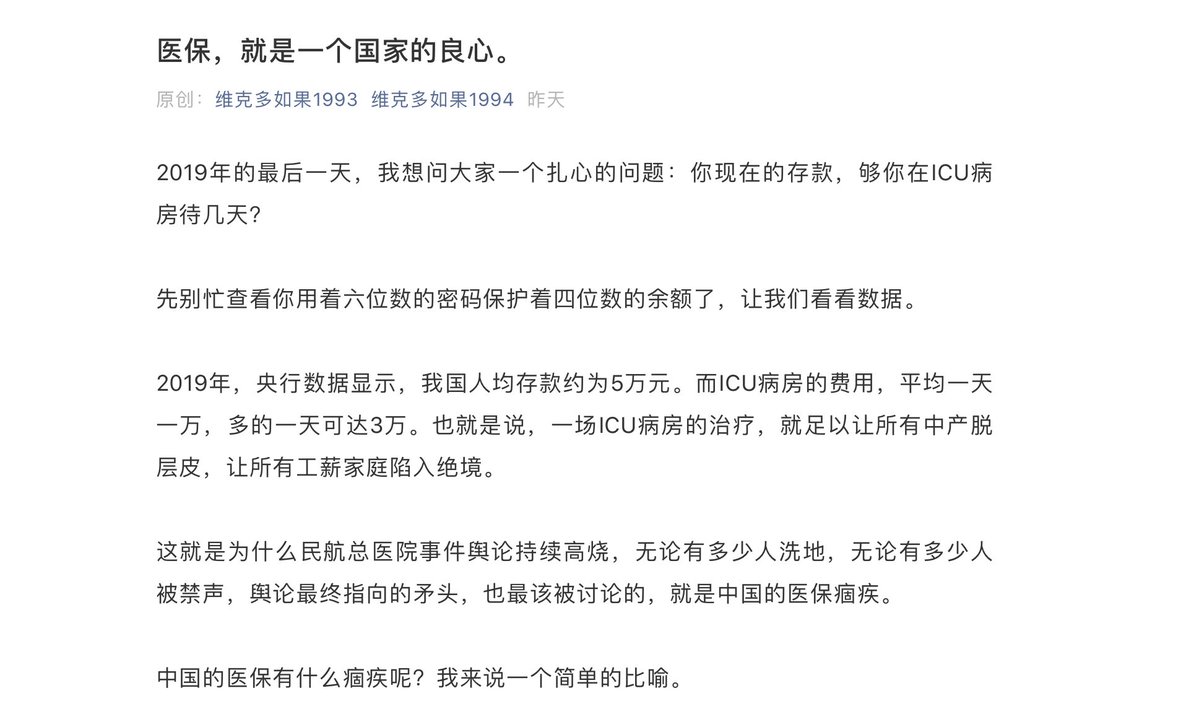 医保，就是一个国家的良心。
原创：维克多如果1993 维克多如果1994 昨天
2019年的最后一天，我想问大家一个扎心的问题：你现在的存款，够你在ICU病
房待几天？
先别忙查看你用着六位数的密码保护着四位数的余额了，让我们看看数据。
2019年，央行数据显示，我国人均存款约为5万元。而ICU病房的费用，平均一天
一万，多的一天可达3万。也就是说，一场ICU病房的治疗，就足以让所有中产脱
层皮，让所有工薪家庭陷入绝境。
这就是为什么民航总医院事件舆论持续高烧，无论有多少人洗地，无论有多少人
被禁声，舆论最终指向的矛头，也最该被讨论的，就是中国的医保痼疾。
中国的医保有什么痼疾呢？我来说一个简单的比喻。